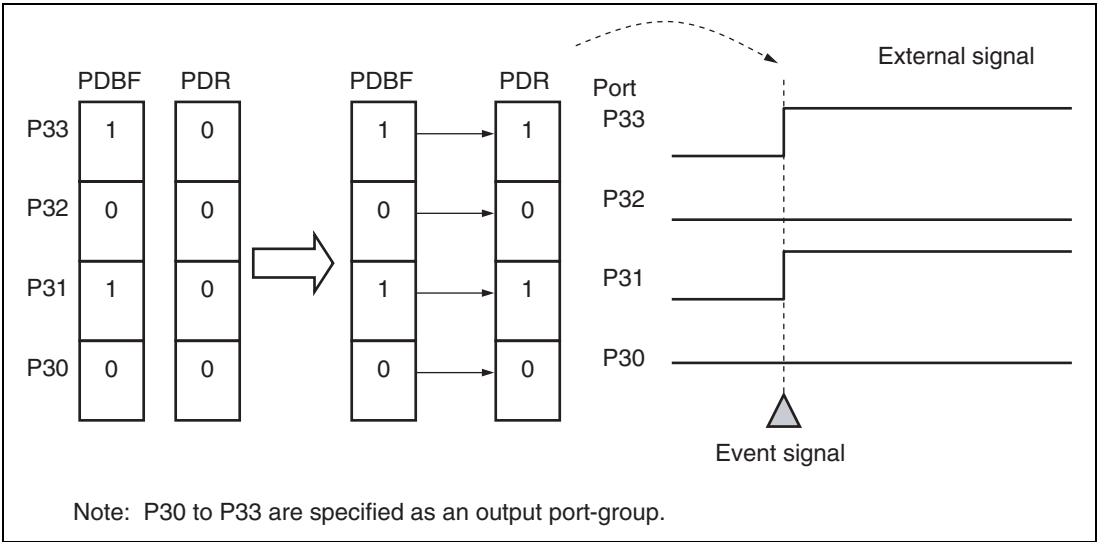 External signal
PDBF PDR PDBF PDR Port
P33 1 0 1 1 P33
P32 0 0 0 0 P32
P31 1 0 1 1 P31
P30 0 0 0 0 P30
Event signal
Note: P30 to P33 are specified as an output port-group.